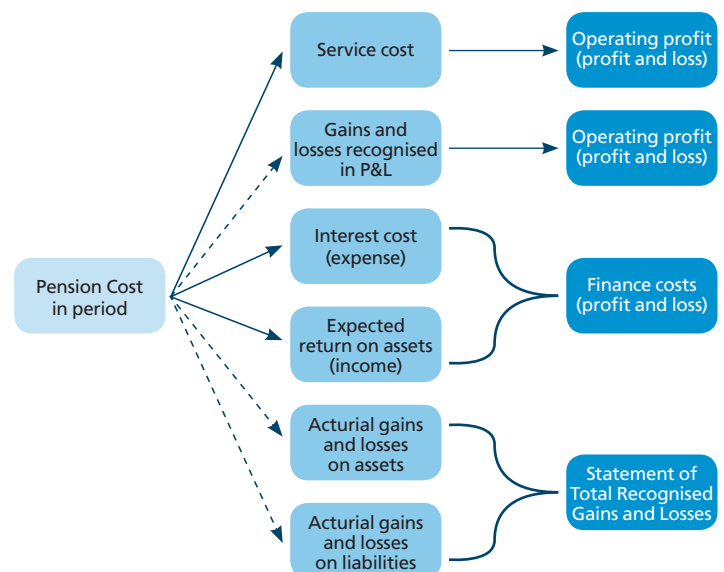 Service cost
Operating profit
(profit and loss)
Gains and
losses recognised
in P&L
Operating profit
(profit and loss)
Pension Cost
in period
Interest cost
(expense)
Expected
return on assets
(income)
Finance costs
(profit and loss)
Acturial gains
and losses
on assets
Acturial gains
and losses
on liabilities
Statement of
Total Recognised
Gains and Losses